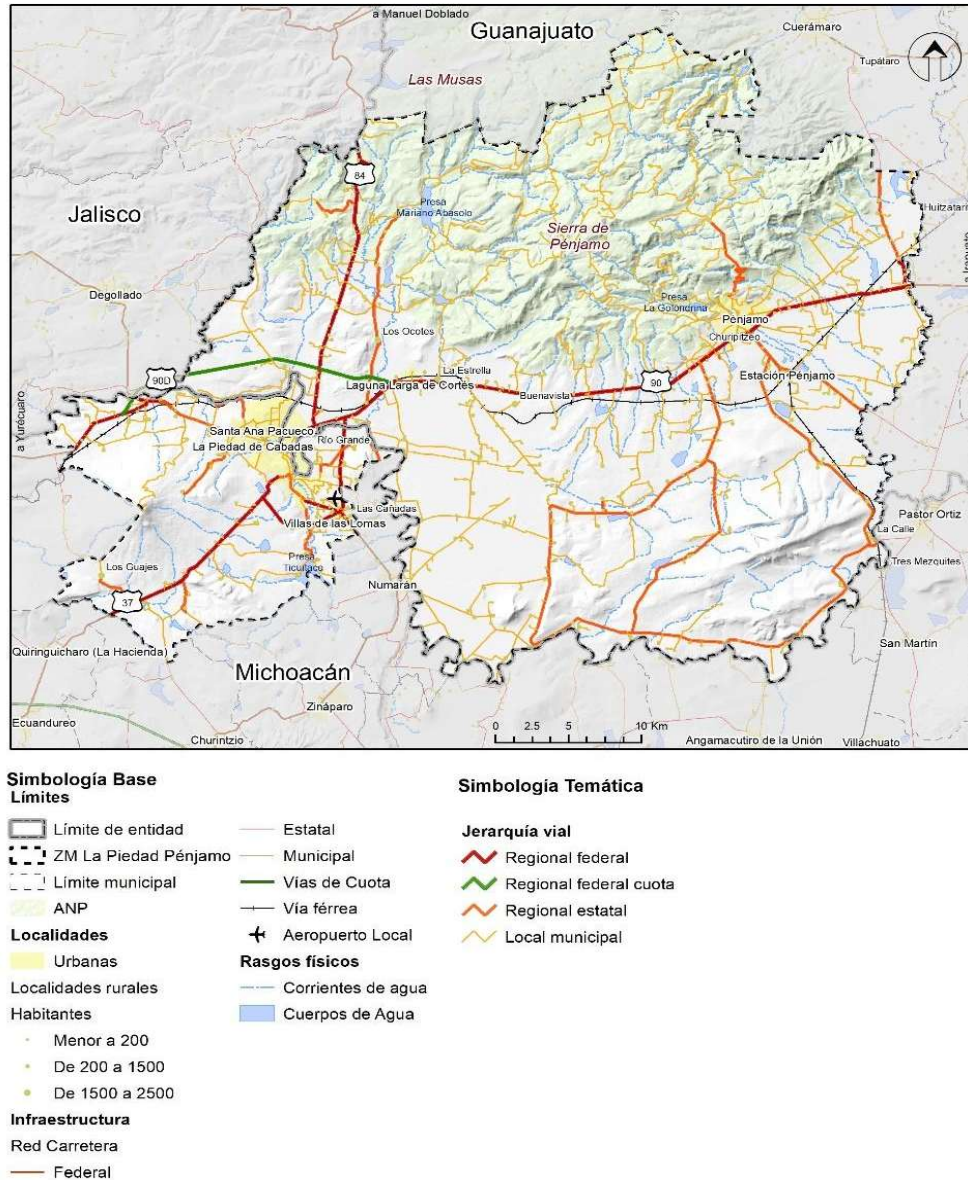 a Manuel Doblado
Guanajuato
Cuerámaro
Tupátaro
Las Musas
84
Jalisco
Presa
Mariano Abasolo
Huitzatari
Sierra de
Pénjamo
a Irapuato
Degollado
Presa
La Golondrina
Pénjamo
Churipitzeo
Los Ocotes
La Estrella
90D
Laguna Larga de Cortés
90
Estación Pénjamo
Buenavista
a Yurécuaro
Santa Ana Pacueco
La Piedad de Cabadas
Río Grande
Las Cañadas
Villas de las Lomas
Pastor Ortiz
La Calle
Los Guajes
Presa
Ticuitaco
Tres Mezquites
Numarán
37
Quiringuicharo (La Hacienda)
San Martín
Michoacán
Zináparo
Ecuandureo
Churintzio
0 2.5 5 10 Km
Angamacutiro de la Unión
Villachuato
Simbología Base
Límites
Límite de entidad
ZM La Piedad Pénjamo
Límite municipal
ANP
Localidades
Urbanas
Localidades rurales
Habitantes
Menor a 200
De 200 a 1500
De 1500 a 2500
Infraestructura
Red Carretera
Federal
Estatal
Municipal
Vías de Cuota
Vía férrea
Aeropuerto Local
Rasgos físicos
Corrientes de agua
Cuerpos de Agua
Simbología Temática
Jerarquía vial
Regional federal
Regional federal cuota
Regional estatal
Local municipal